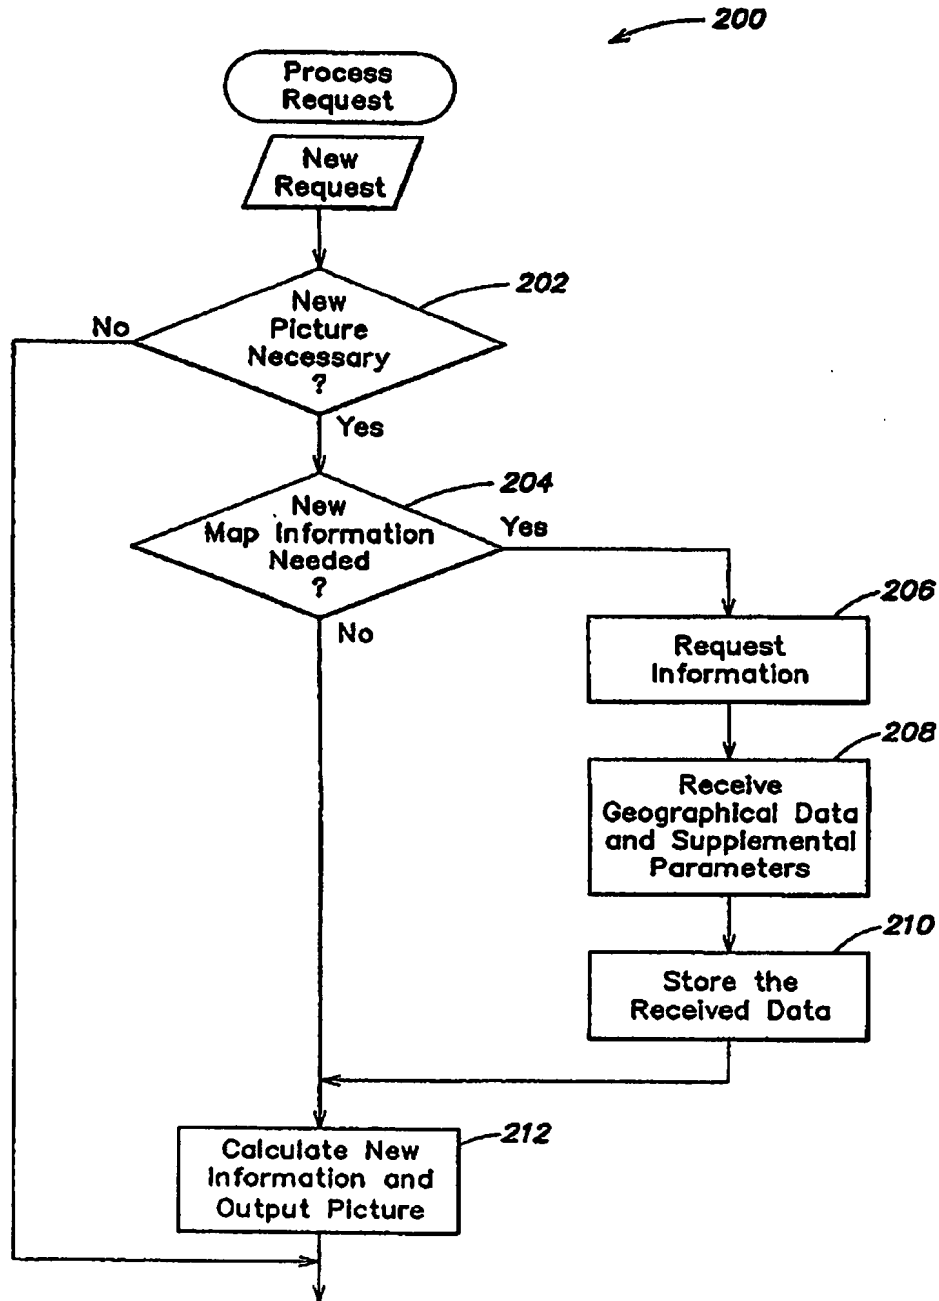 200
Process
Request
New
Request
202
New
Picture
Necessary
?
No
Yes
204
New
Map Information
Needed
?
Yes
No
206
Request
Information
208
Receive
Geographical Data
and Supplemental
Parameters
210
Store the
Received Data
212
Calculate New
Information and
Output Picture